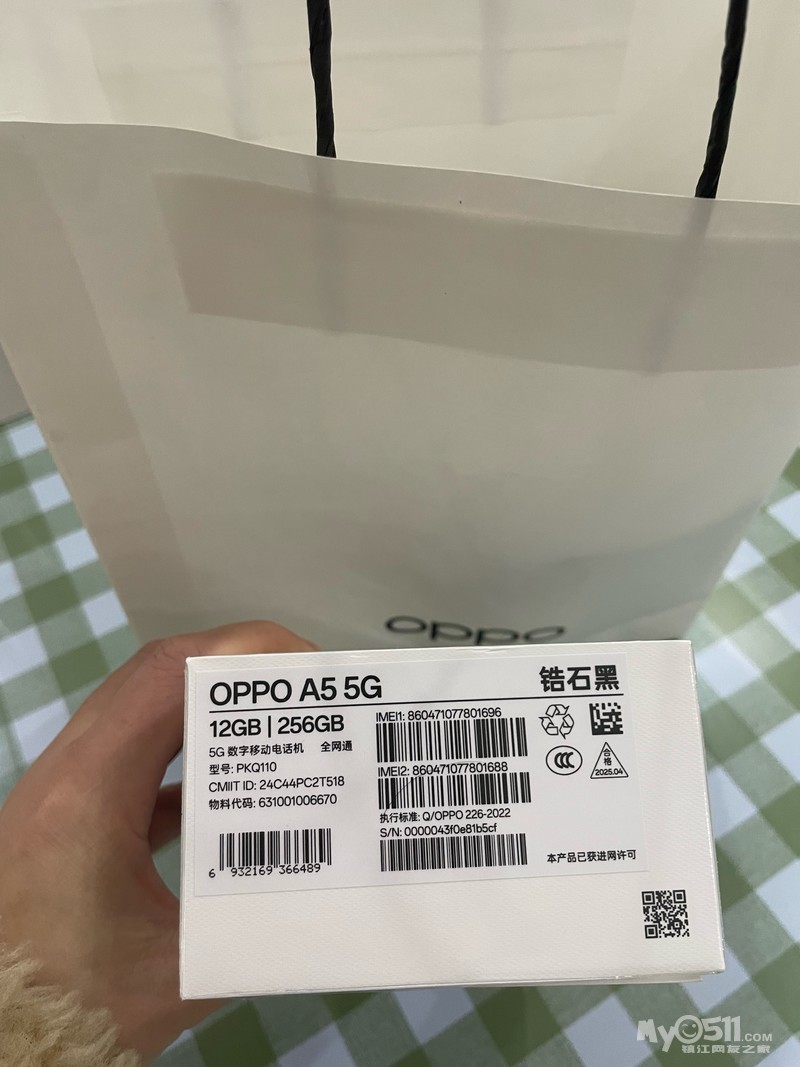 oppo
OPPO A5 5G
锆石黑
12GB | 256GB
5G 数字移动电话机 全网通
型号: PKQ110
CMIIT ID: 24C44PC2T518
物料代码: 631001006670
6 932169 366489
IMEI1: 860471077801696
IMEI2: 860471077801688
执行标准: Q/OPPO 226-2022
S/N: 0000043f0e81b5cf
CCC
合格
2025.04
本产品已获进网许可
My0511.COM
镇江网友之家